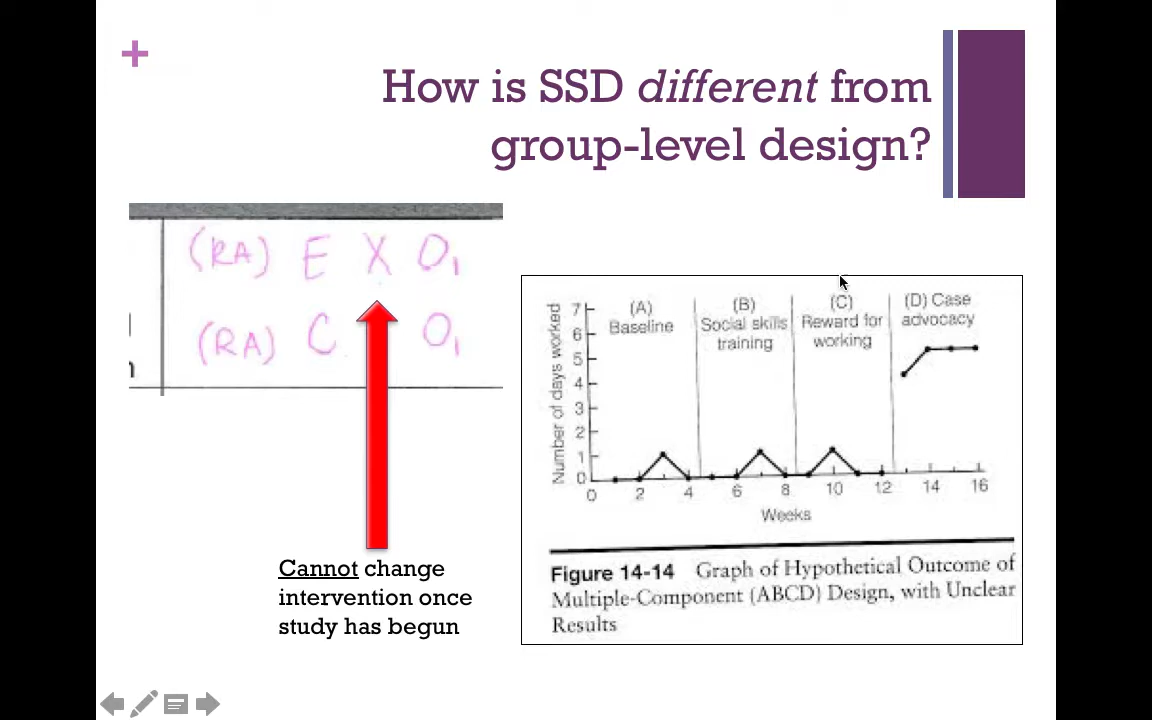 +
How is SSD different from
group-level design?
(RA) E X O₁
(RA) C O₁
Cannot change
intervention once
study has begun
Number of days worked
7
6
5
4
3
2
1
0
(A)
Baseline
(B)
Social skills
training
(C)
Reward for
working
(D) Case
advocacy
0 2 4 6 8 10 12 14 16
Weeks
Figure 14-14 Graph of Hypothetical Outcome of
Multiple-Component (ABCD) Design, with Unclear
Results